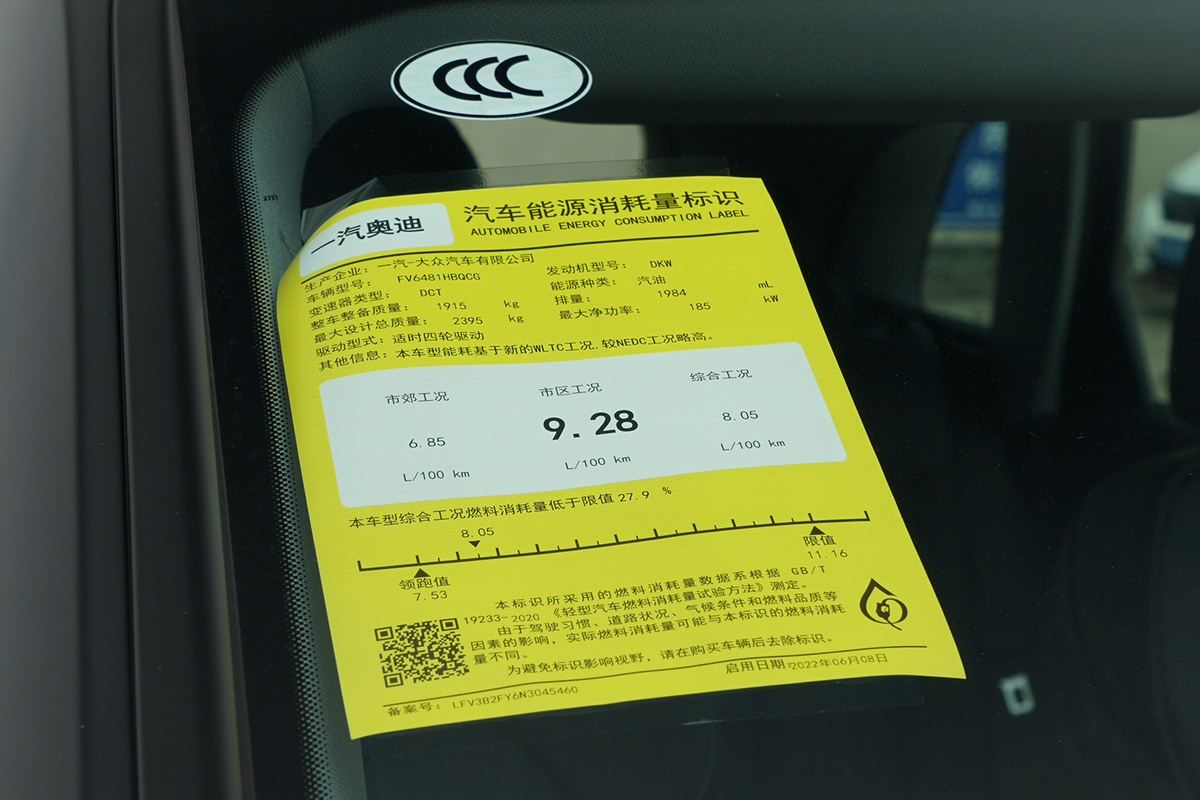 CCC
一汽奥迪
汽车能源消耗量标识
AUTOMOBILE ENERGY CONSUMPTION LABEL
生产企业：一汽-大众汽车有限公司
车辆型号： FV6481HBQCG 发动机型号： DKW
变速器类型： DCT 能源种类： 汽油
整车整备质量： 1915 kg 排量： 1984 mL
最大设计总质量： 2395 kg 最大净功率： 185 kW
驱动型式：适时四轮驱动
其他信息：本车型能耗基于新的WLTC工况,较NEDC工况略高。
市郊工况 市区工况 综合工况
6.85 9.28 8.05
L/100 km L/100 km L/100 km
本车型综合工况燃料消耗量低于限值 27.9 %
8.05
领跑值 限值
7.53 11.16
本标识所采用的燃料消耗量数据系根据 GB/T
19233-2020 《轻型汽车燃料消耗量试验方法》测定。
由于驾驶习惯、道路状况、气候条件和燃料品质等
因素的影响，实际燃料消耗量可能与本标识的燃料消耗
量不同。
为避免标识影响视野，请在购买车辆后去除标识。
备案号： LFV3B2FY6N3045460 启用日期:2022年06月08日